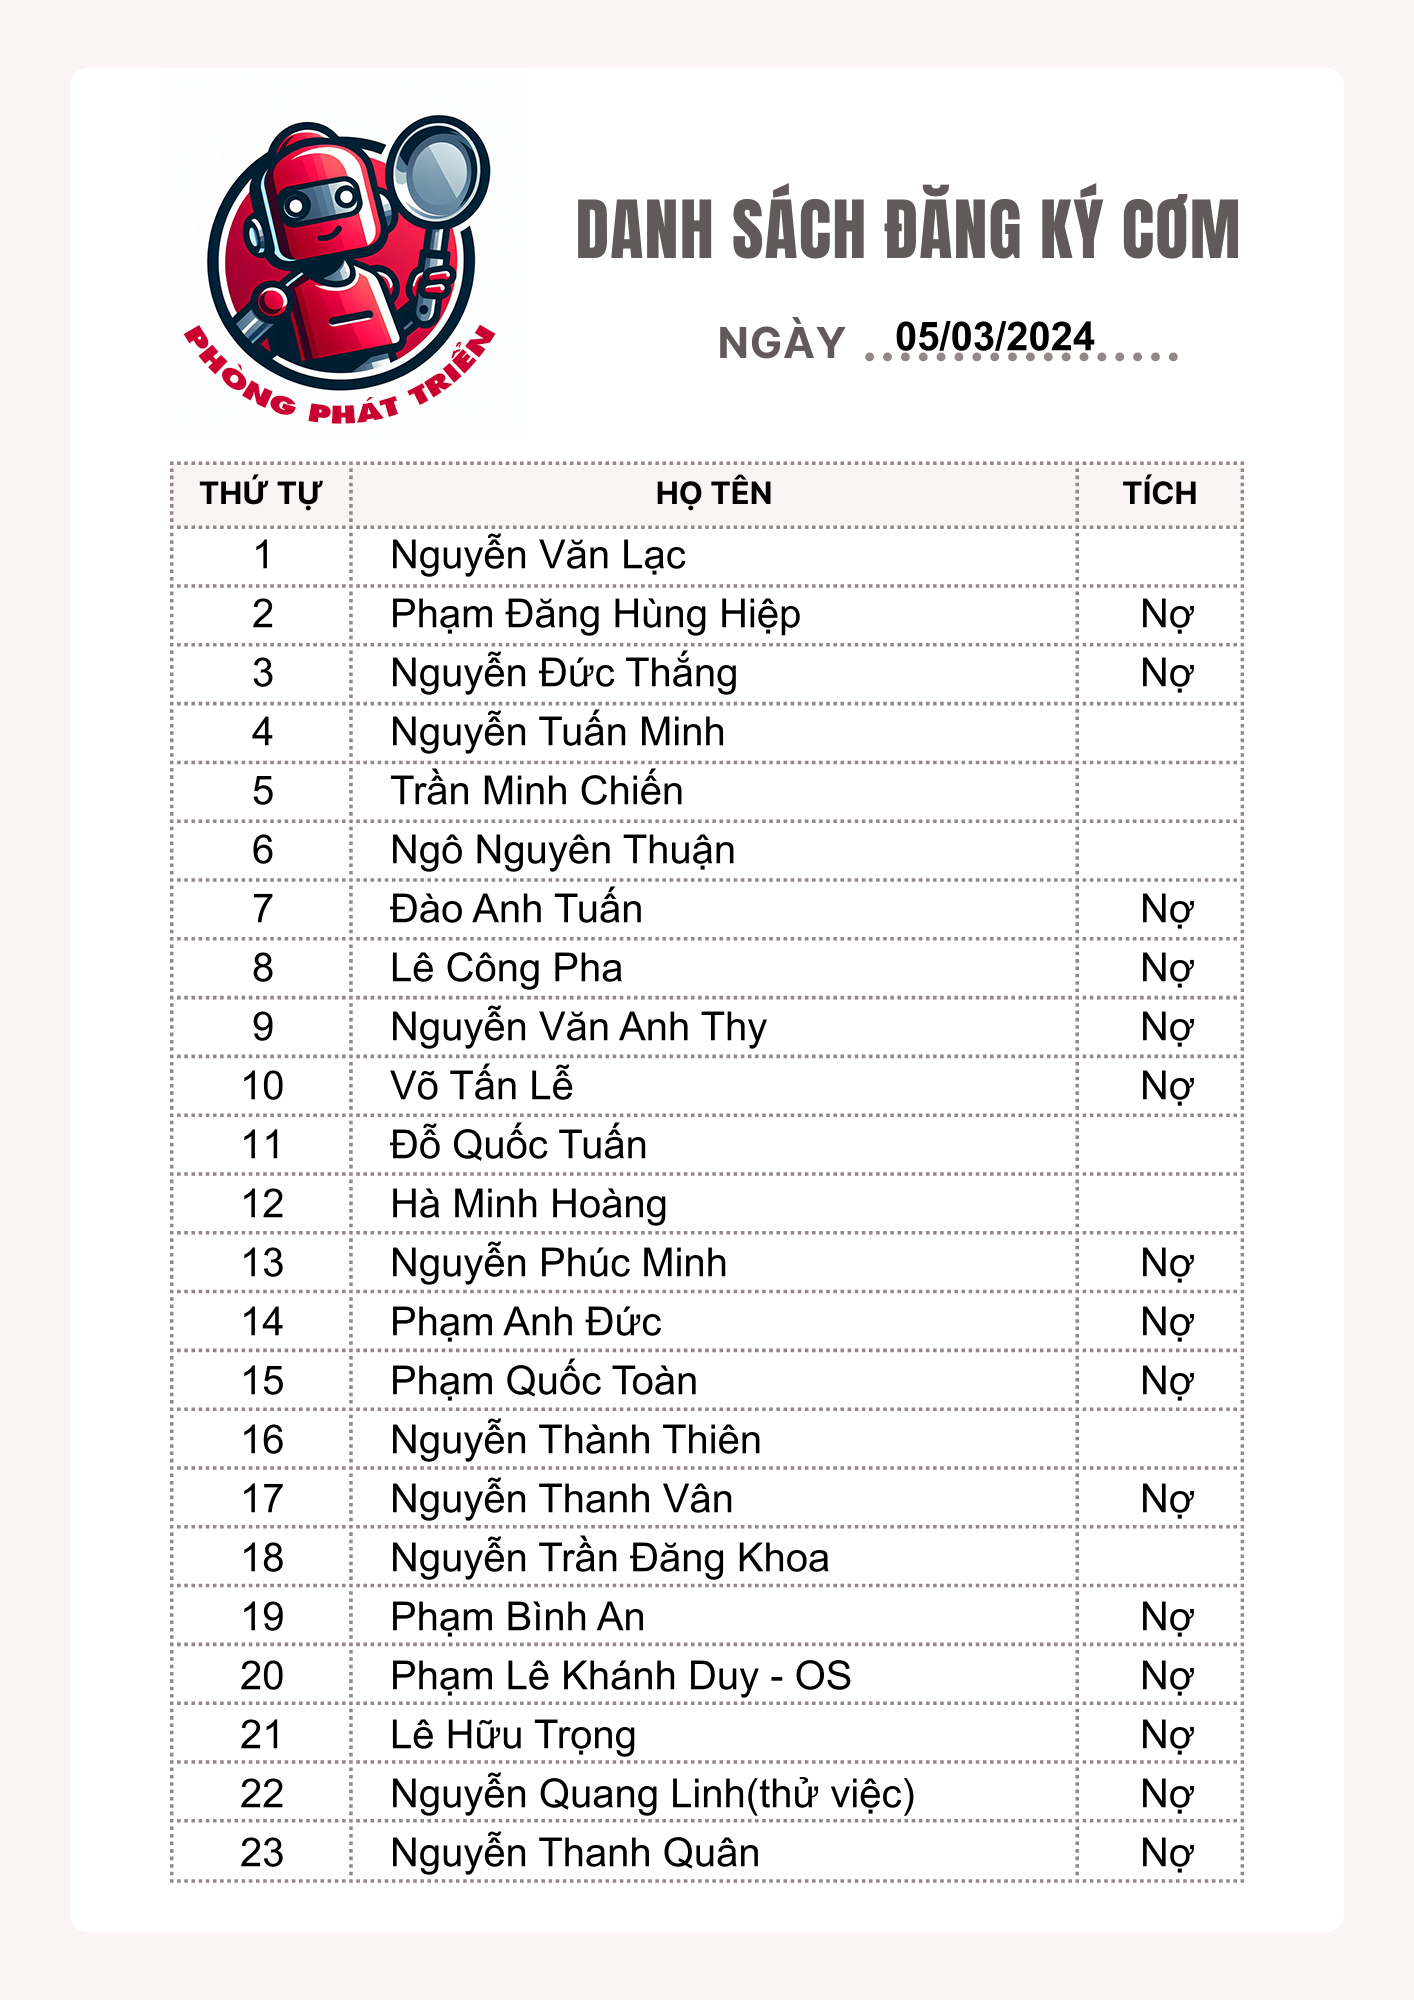 PHÒNG PHÁT TRIỂN
DANH SÁCH ĐĂNG KÝ CƠM
NGÀY 05/03/2024
THỨ TỰ HỌ TÊN TÍCH
1 Nguyễn Văn Lạc
2 Phạm Đăng Hùng Hiệp Nợ
3 Nguyễn Đức Thắng Nợ
4 Nguyễn Tuấn Minh
5 Trần Minh Chiến
6 Ngô Nguyên Thuận
7 Đào Anh Tuấn Nợ
8 Lê Công Pha Nợ
9 Nguyễn Văn Anh Thy Nợ
10 Võ Tấn Lễ Nợ
11 Đỗ Quốc Tuấn
12 Hà Minh Hoàng
13 Nguyễn Phúc Minh Nợ
14 Phạm Anh Đức Nợ
15 Phạm Quốc Toàn Nợ
16 Nguyễn Thành Thiên
17 Nguyễn Thanh Vân Nợ
18 Nguyễn Trần Đăng Khoa
19 Phạm Bình An Nợ
20 Phạm Lê Khánh Duy - OS Nợ
21 Lê Hữu Trọng Nợ
22 Nguyễn Quang Linh(thử việc) Nợ
23 Nguyễn Thanh Quân Nợ